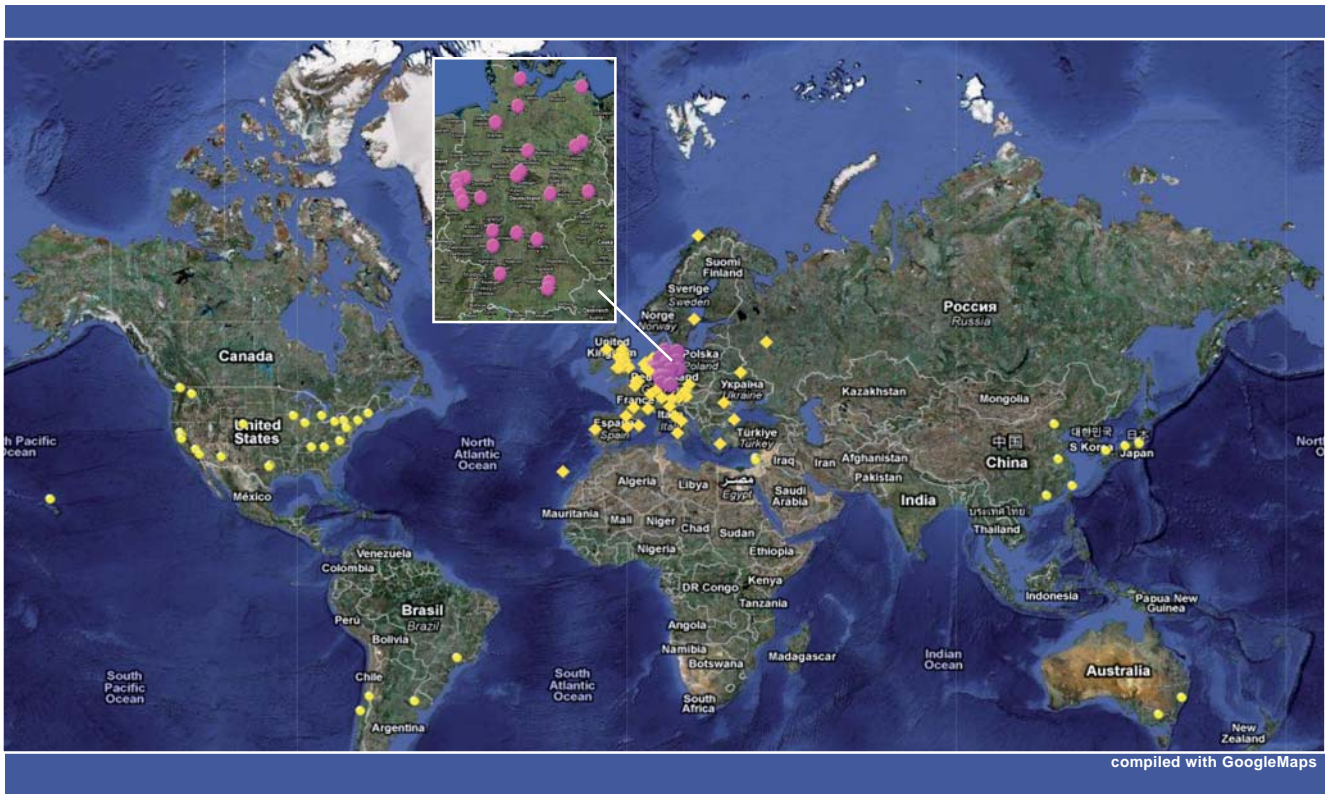 Suomi
Finland
Sverige
Sweden
Norge
Norway
Россия
Russia
United
Polska
Poland
Canada
France
Україна
Ukraine
Kazakhstan
Mongolia
United
States
North
Atlantic
Ocean
Spain
Türkiye
Turkey
中国
China
대한민국
日本
Japan
Iraq
Iran
Afghanistan
Pakistan
México
Algeria
Libya
مصر
Egypt
Saudi
Arabia
India
Mauritania
Mali
Niger
Chad
Sudan
ประเทศไทย
Thailand
Venezuela
Colombia
Nigeria
Ethiopia
Brasil
Brazil
Perú
Bolivia
DR Congo
Kenya
Tanzania
Indonesia
Papua New
Guinea
Angola
Namibia
Botswana
Madagascar
Indian
Ocean
Australia
Chile
South
Pacific
Ocean
South
Atlantic
Ocean
South
Africa
Argentina
New
Zealand
compiled with GoogleMaps